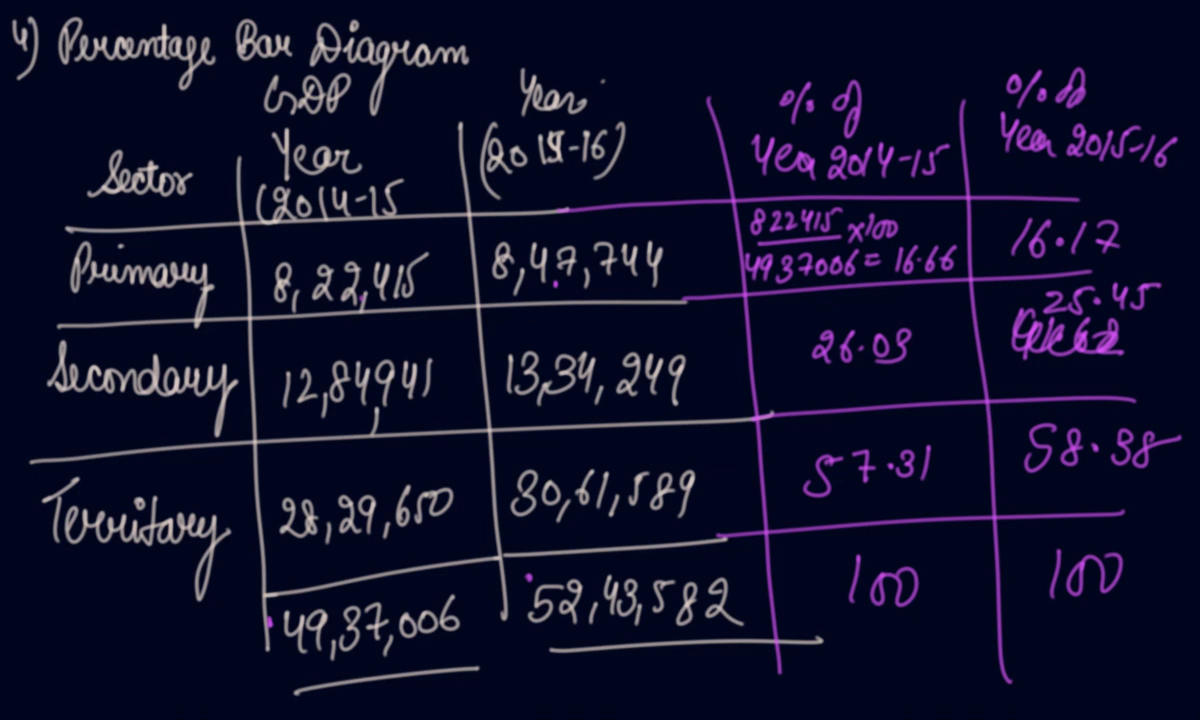 4) Percentage Bar Diagram
Sector
GSDP
Year
(2014-15
Year
(2015-16)
% of
Year 2014-15
% of
Year 2015-16
Primary 8,22,415 8,47,744 822415 x100 16.17
4937006 = 16.66
Secondary 12,84,941 13,34,249 26.03 25.45
Territary 28,29,650 30,61,589 57.31 58.38
49,37,006 52,43,582 100 100